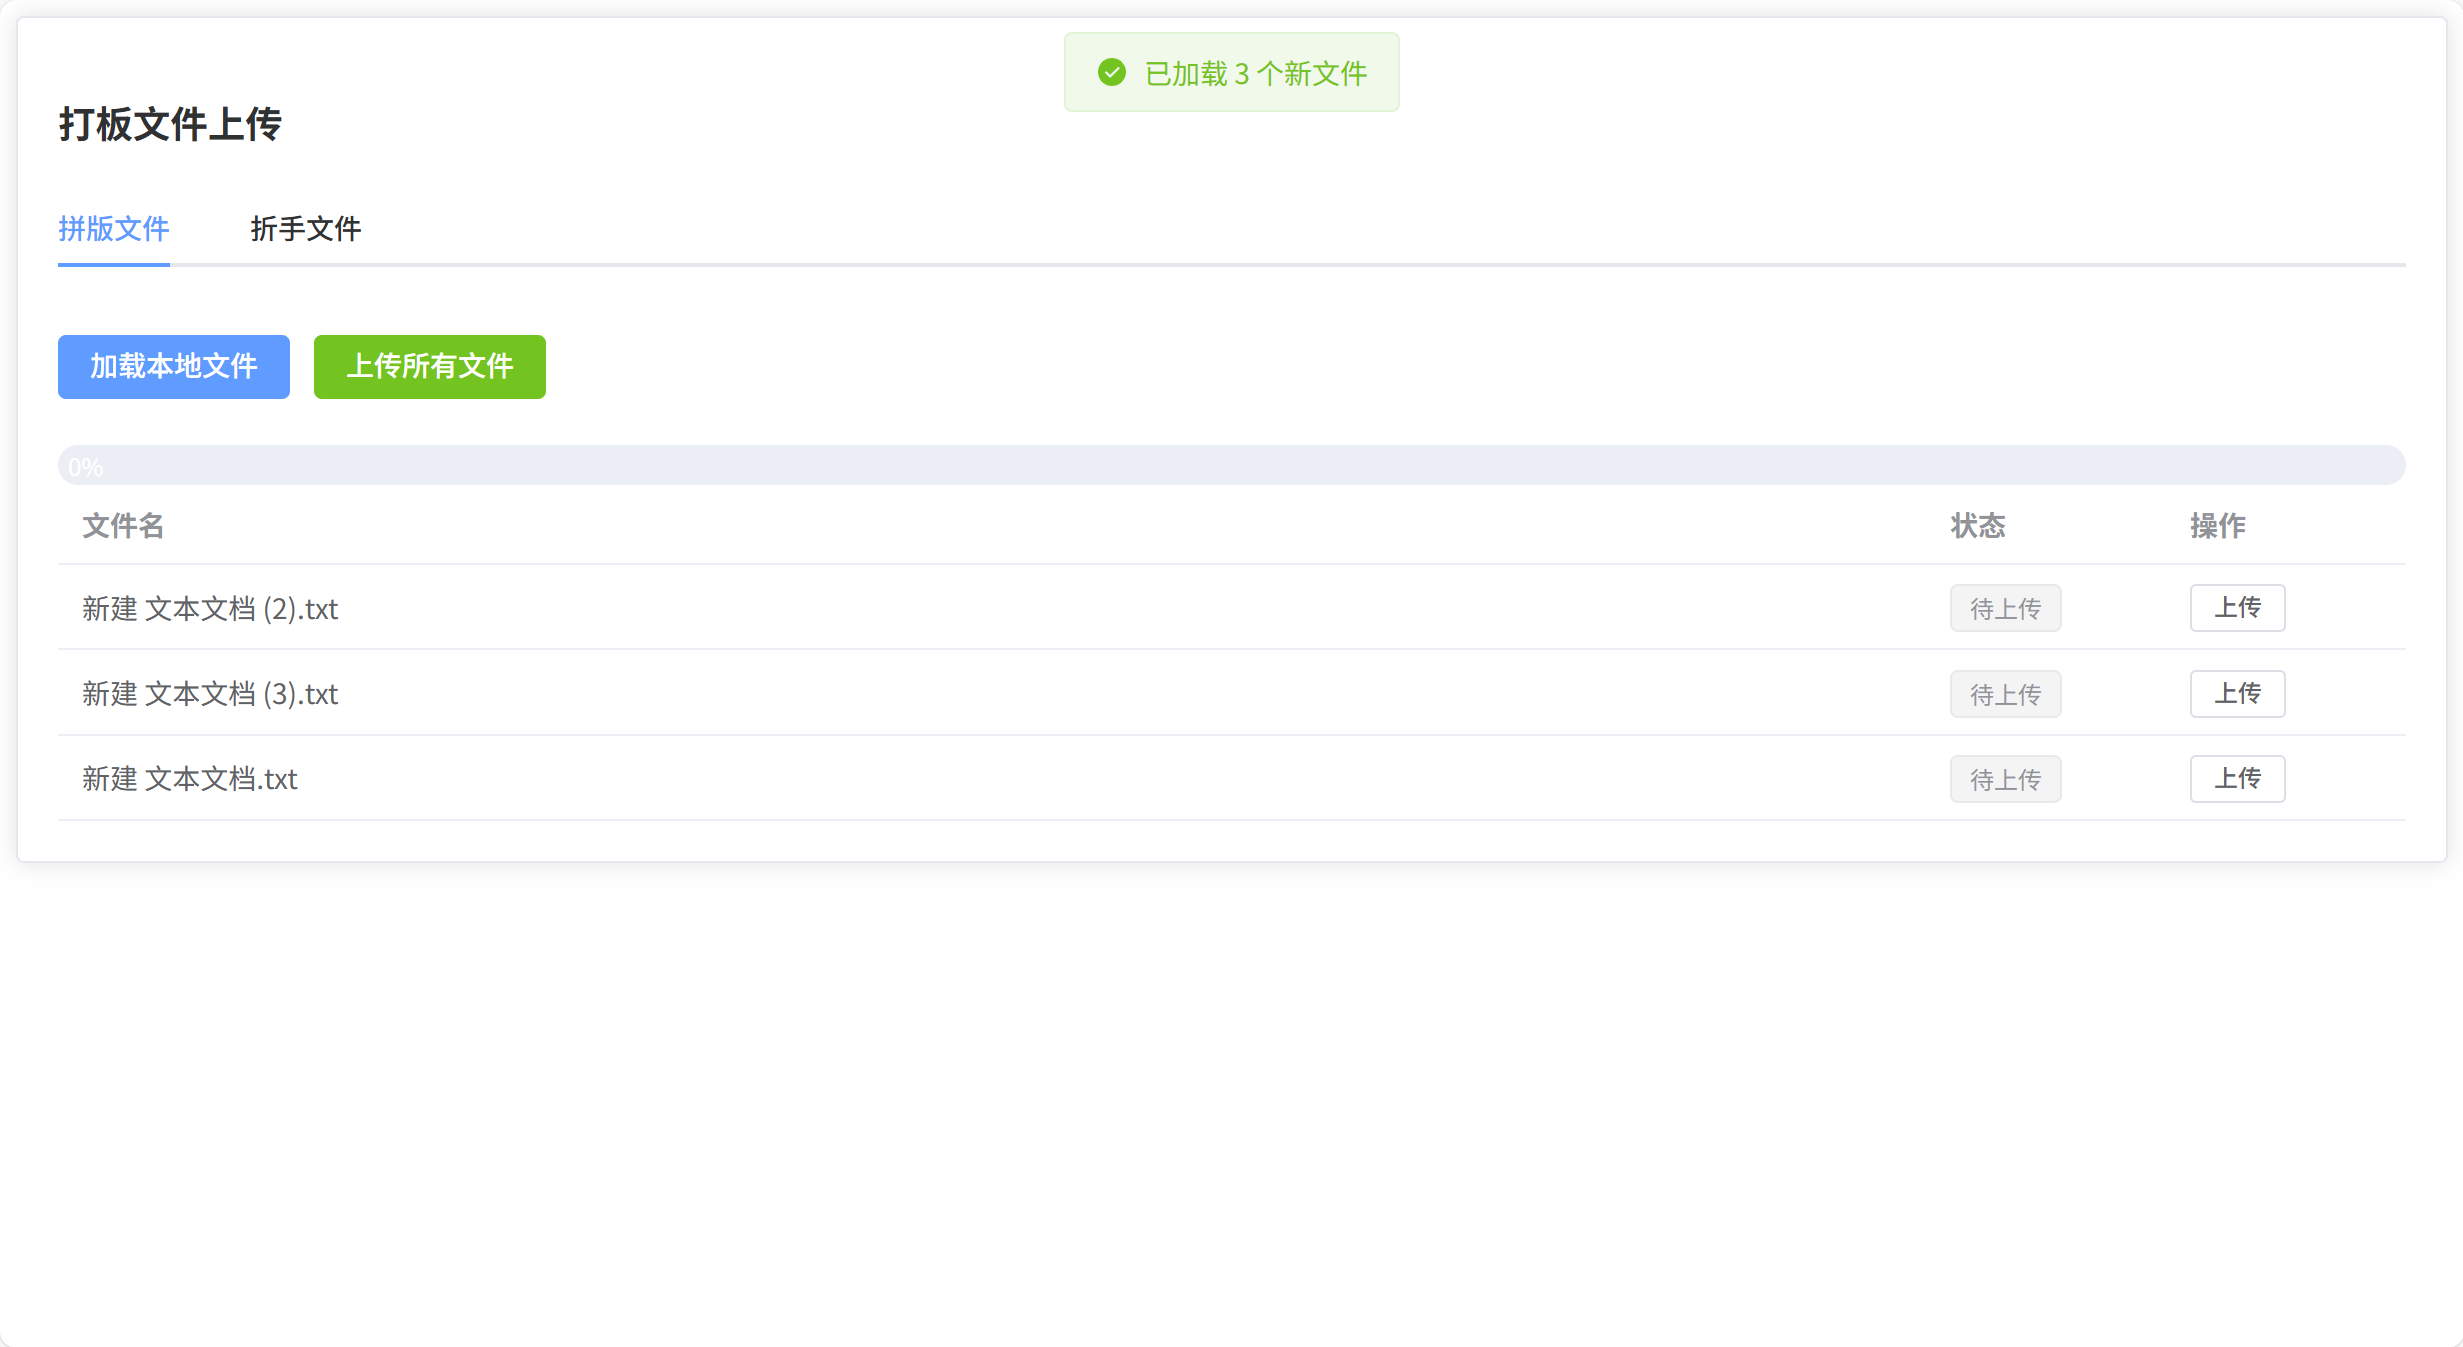 已加载 3 个新文件
打板文件上传
拼版文件 折手文件
加载本地文件 上传所有文件
0%
文件名 状态 操作
新建 文本文档 (2).txt 待上传 上传
新建 文本文档 (3).txt 待上传 上传
新建 文本文档.txt 待上传 上传